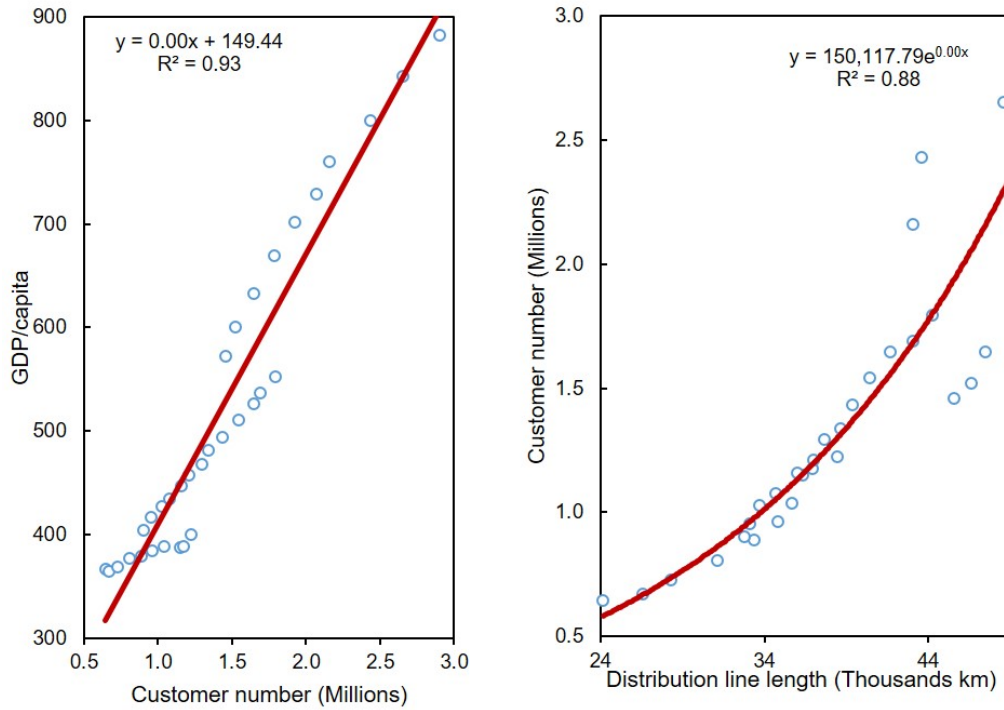 900
800
700
600
500
400
300
GDP/capita
y = 0.00x + 149.44
R² = 0.93
0.5 1.0 1.5 2.0 2.5 3.0
Customer number (Millions)
3.0
2.5
2.0
1.5
1.0
0.5
Customer number (Millions)
y = 150,117.79e^0.00x
R² = 0.88
24 34 44
Distribution line length (Thousands km)